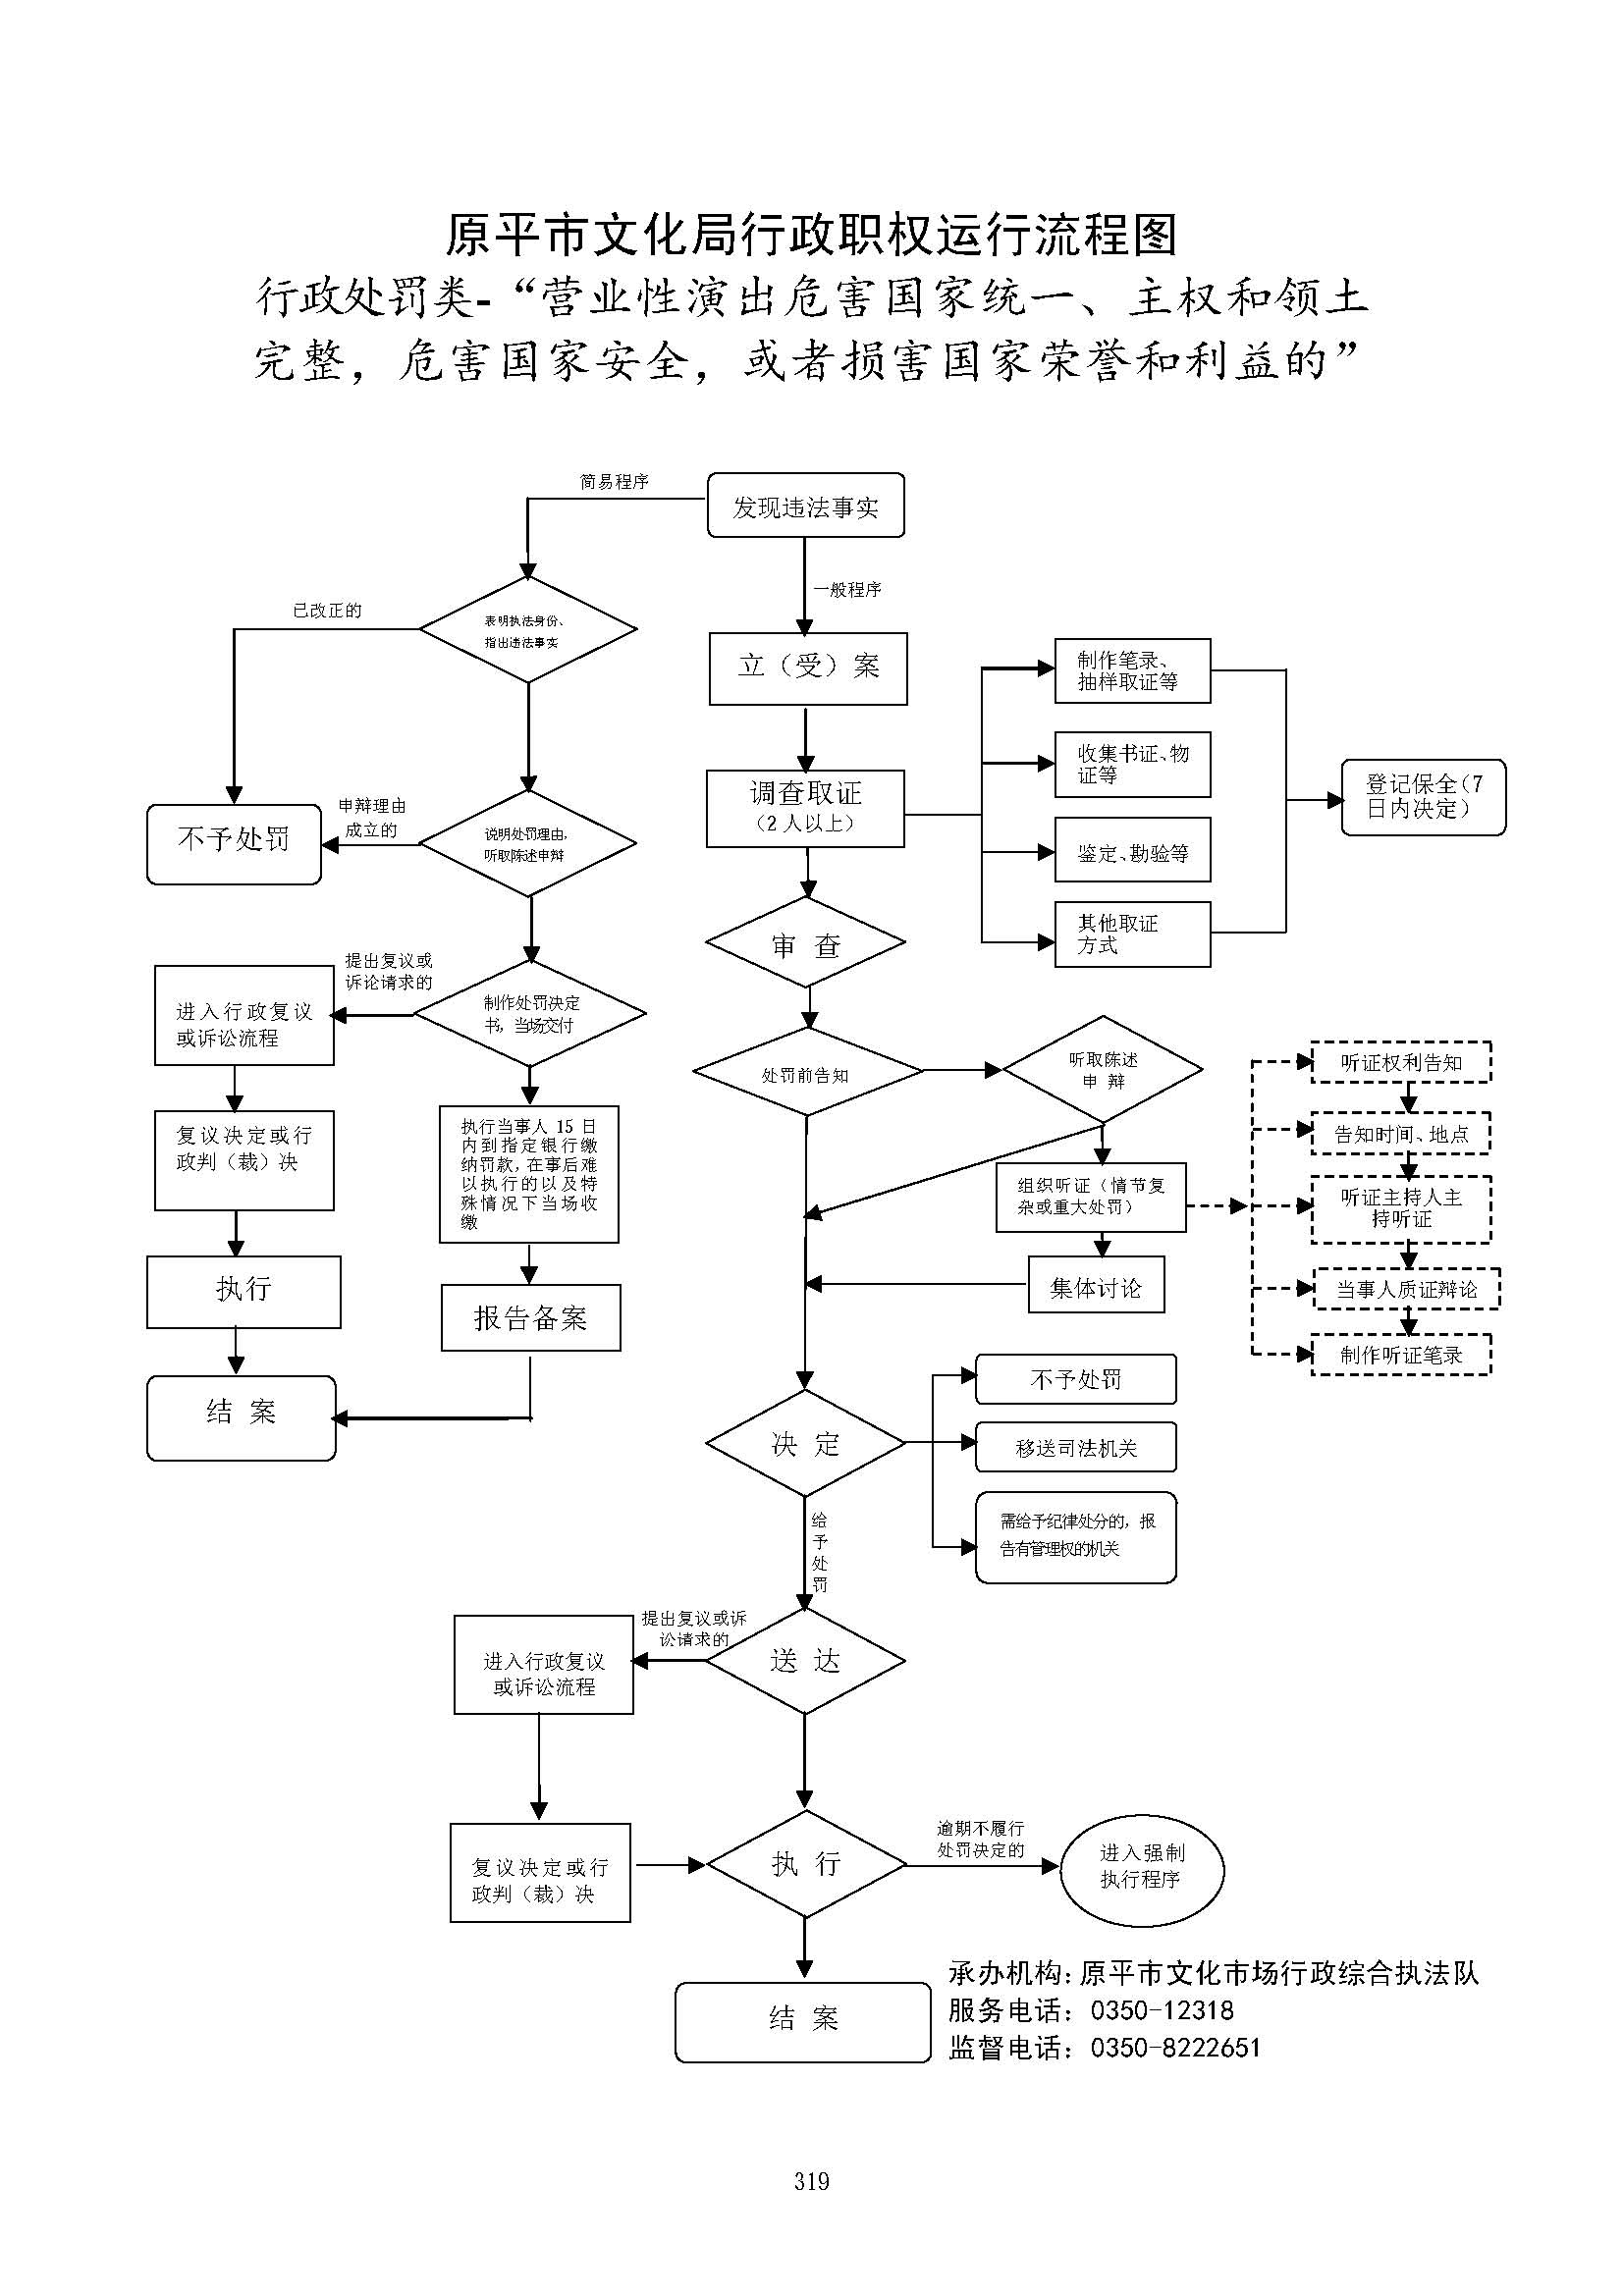 原平市文化局行政职权运行流程图
行政处罚类-“营业性演出危害国家统一、主权和领土
完整，危害国家安全，或者损害国家荣誉和利益的”
简易程序
发现违法事实
一般程序
已改正的
表明执法身份、
指出违法事实
立（受）案
制作笔录、
抽样取证等
收集书证、物
证等
登记保全（7
日内决定）
调查取证
（2人以上）
鉴定、勘验等
其他取证
方式
不予处罚
申辩理由
成立的
说明处罚理由，
听取陈述申辩
审 查
提出复议或
诉论请求的
进入行政复议
或诉讼流程
制作处罚决定
书，当场交付
处罚前告知
听取陈述
申 辩
听证权利告知
告知时间、地点
听证主持人主
持听证
当事人质证辩论
制作听证笔录
复议决定或行
政判（裁）决
执行当事人 15 日
内到指定银行缴
纳罚款，在事后难
以执行的以及特
殊情况下当场收
缴
组织听证（情节复
杂或重大处罚）
集体讨论
执行
报告备案
结 案
决 定
不予处罚
移送司法机关
需给予纪律处分的，报
告有管理权的机关
给
予
处
罚
提出复议或诉
讼请求的
进入行政复议
或诉讼流程
送 达
复议决定或行
政判（裁）决
执 行
逾期不履行
处罚决定的
进入强制
执行程序
结 案
承办机构：原平市文化市场行政综合执法队
服务电话：0350-12318
监督电话：0350-8222651
319